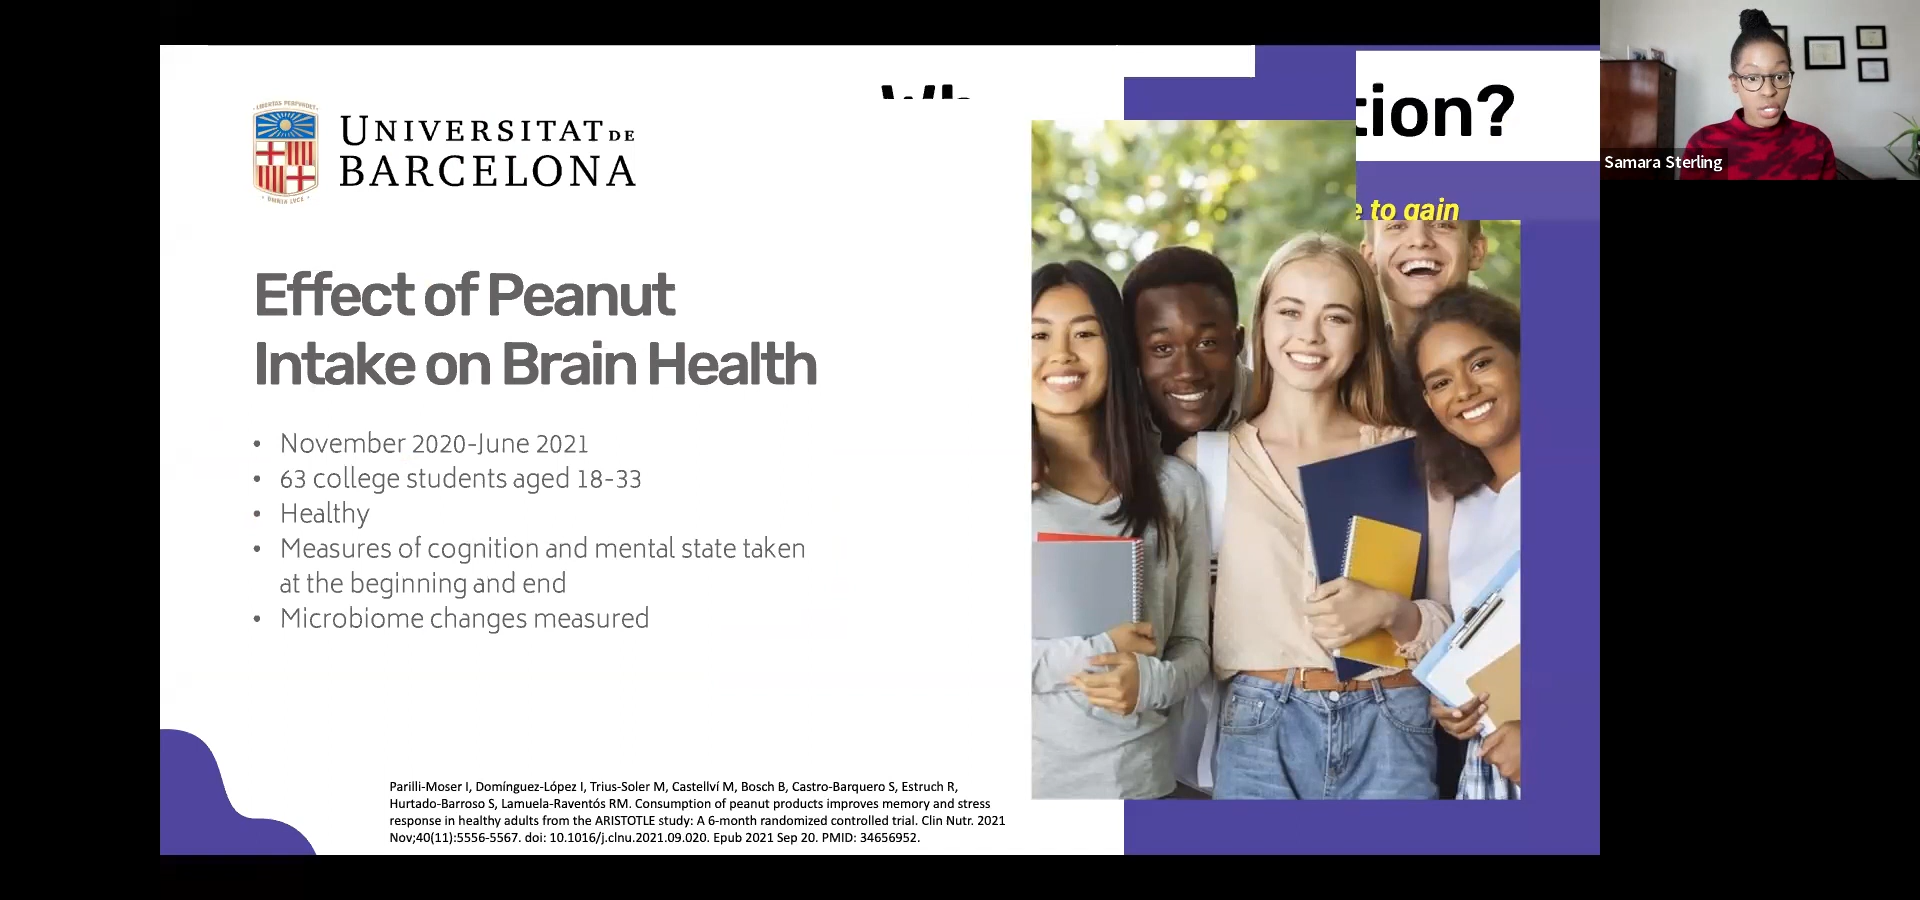 Wh
tion?
LIBERTAS PERFVNDET
UNIVERSITAT DE
BARCELONA
OMNIA LVCE
Samara Sterling
e to gain
Effect of Peanut
Intake on Brain Health
• November 2020-June 2021
• 63 college students aged 18-33
• Healthy
• Measures of cognition and mental state taken
at the beginning and end
• Microbiome changes measured
Parilli-Moser I, Domínguez-López I, Trius-Soler M, Castellví M, Bosch B, Castro-Barquero S, Estruch R,
Hurtado-Barroso S, Lamuela-Raventós RM. Consumption of peanut products improves memory and stress
response in healthy adults from the ARISTOTLE study: A 6-month randomized controlled trial. Clin Nutr. 2021
Nov;40(11):5556-5567. doi: 10.1016/j.clnu.2021.09.020. Epub 2021 Sep 20. PMID: 34656952.